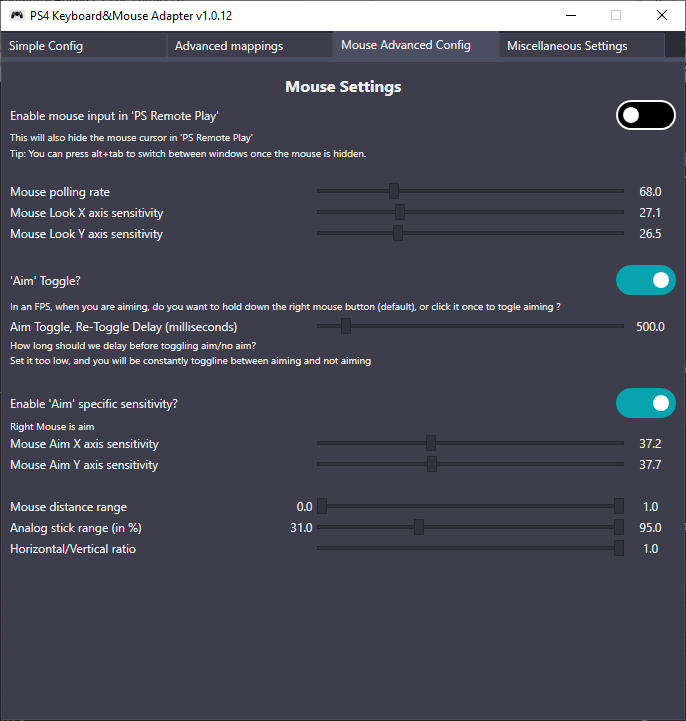 PS4 Keyboard&Mouse Adapter v1.0.12
Simple Config Advanced mappings Mouse Advanced Config Miscellaneous Settings
Mouse Settings
Enable mouse input in 'PS Remote Play'
This will also hide the mouse cursor in 'PS Remote Play'
Tip: You can press alt+tab to switch between windows once the mouse is hidden.
Mouse polling rate 68.0
Mouse Look X axis sensitivity 27.1
Mouse Look Y axis sensitivity 26.5
'Aim' Toggle?
In an FPS, when you are aiming, do you want to hold down the right mouse button (default), or click it once to togle aiming ?
Aim Toggle, Re-Toggle Delay (milliseconds) 500.0
How long should we delay before toggling aim/no aim?
Set it too low, and you will be constantly toggline between aiming and not aiming
Enable 'Aim' specific sensitivity?
Right Mouse is aim
Mouse Aim X axis sensitivity 37.2
Mouse Aim Y axis sensitivity 37.7
Mouse distance range 0.0 1.0
Analog stick range (in %) 31.0 95.0
Horizontal/Vertical ratio 1.0